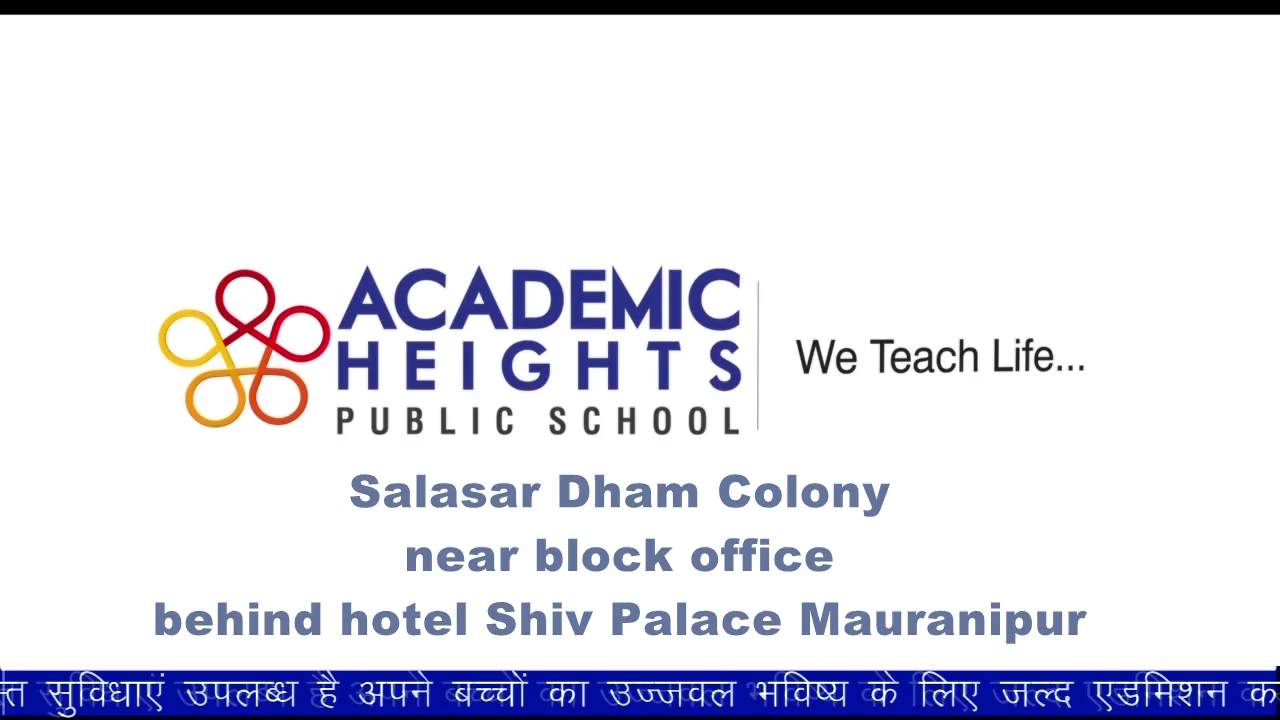 ACADEMIC
HEIGHTS
PUBLIC SCHOOL
We Teach Life...
Salasar Dham Colony
near block office
behind hotel Shiv Palace Mauranipur
सुविधाएं उपलब्ध है अपने बच्चों का उज्जवल भविष्य के लिए जल्द एडमिशन